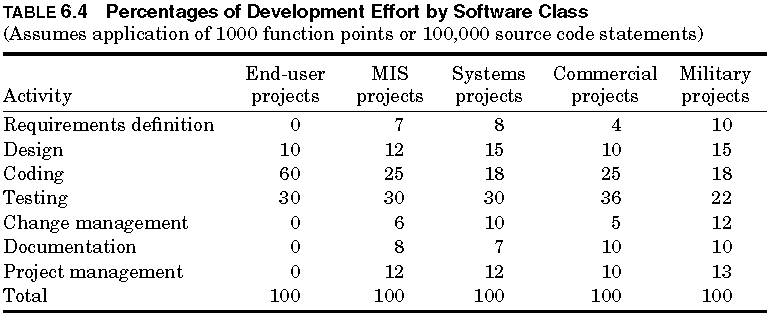 TABLE 6.4 Percentages of Development Effort by Software Class
(Assumes application of 1000 function points or 100,000 source code statements)
End-user MIS Systems Commercial Military
Activity projects projects projects projects projects
Requirements definition 0 7 8 4 10
Design 10 12 15 10 15
Coding 60 25 18 25 18
Testing 30 30 30 36 22
Change management 0 6 10 5 12
Documentation 0 8 7 10 10
Project management 0 12 12 10 13
Total 100 100 100 100 100